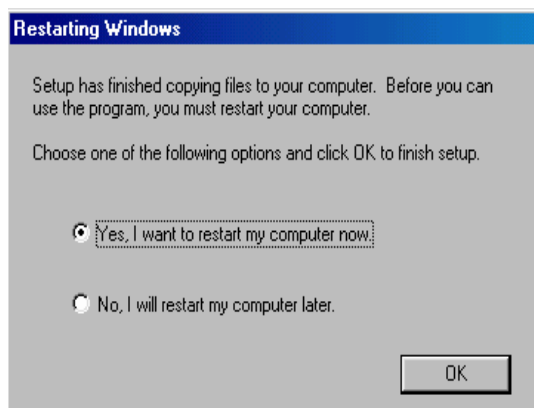 Restarting Windows
Setup has finished copying files to your computer.  Before you can
use the program, you must restart your computer.
Choose one of the following options and click OK to finish setup.
Yes, I want to restart my computer now.
No, I will restart my computer later.
OK